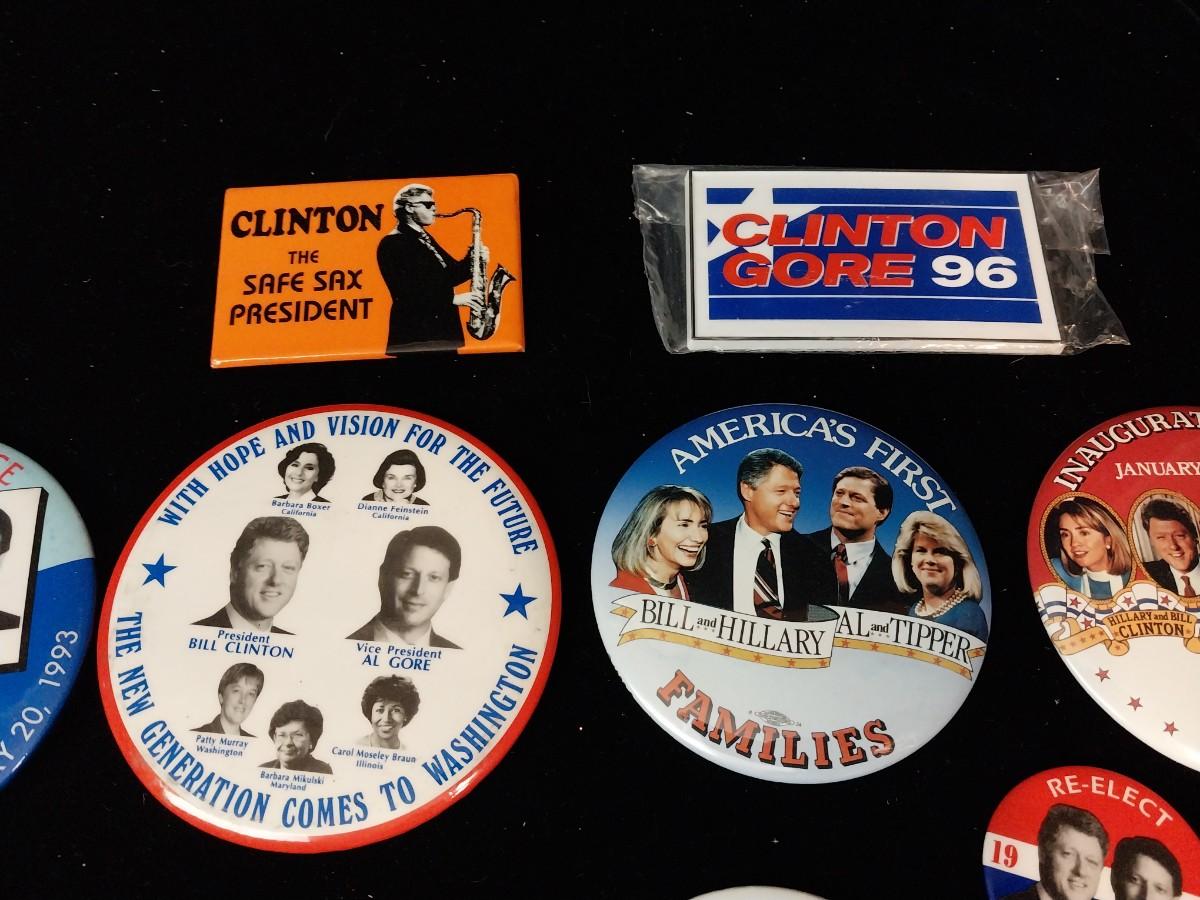 CLINTON
THE
SAFE SAX
PRESIDENT
CLINTON
GORE 96
WITH HOPE AND VISION FOR THE FUTURE
Barbara Boxer
California
Dianne Feinstein
California
President
BILL CLINTON
Vice President
AL GORE
Patty Murray
Washington
Barbara Mikulski
Maryland
Carol Moseley Braun
Illinois
THE NEW GENERATION COMES TO WASHINGTON
AMERICA'S FIRST
BILL and HILLARY
AL and TIPPER
FAMILIES
JANUARY
HILLARY and BILL
CLINTON
20, 1993
RE-ELECT
19